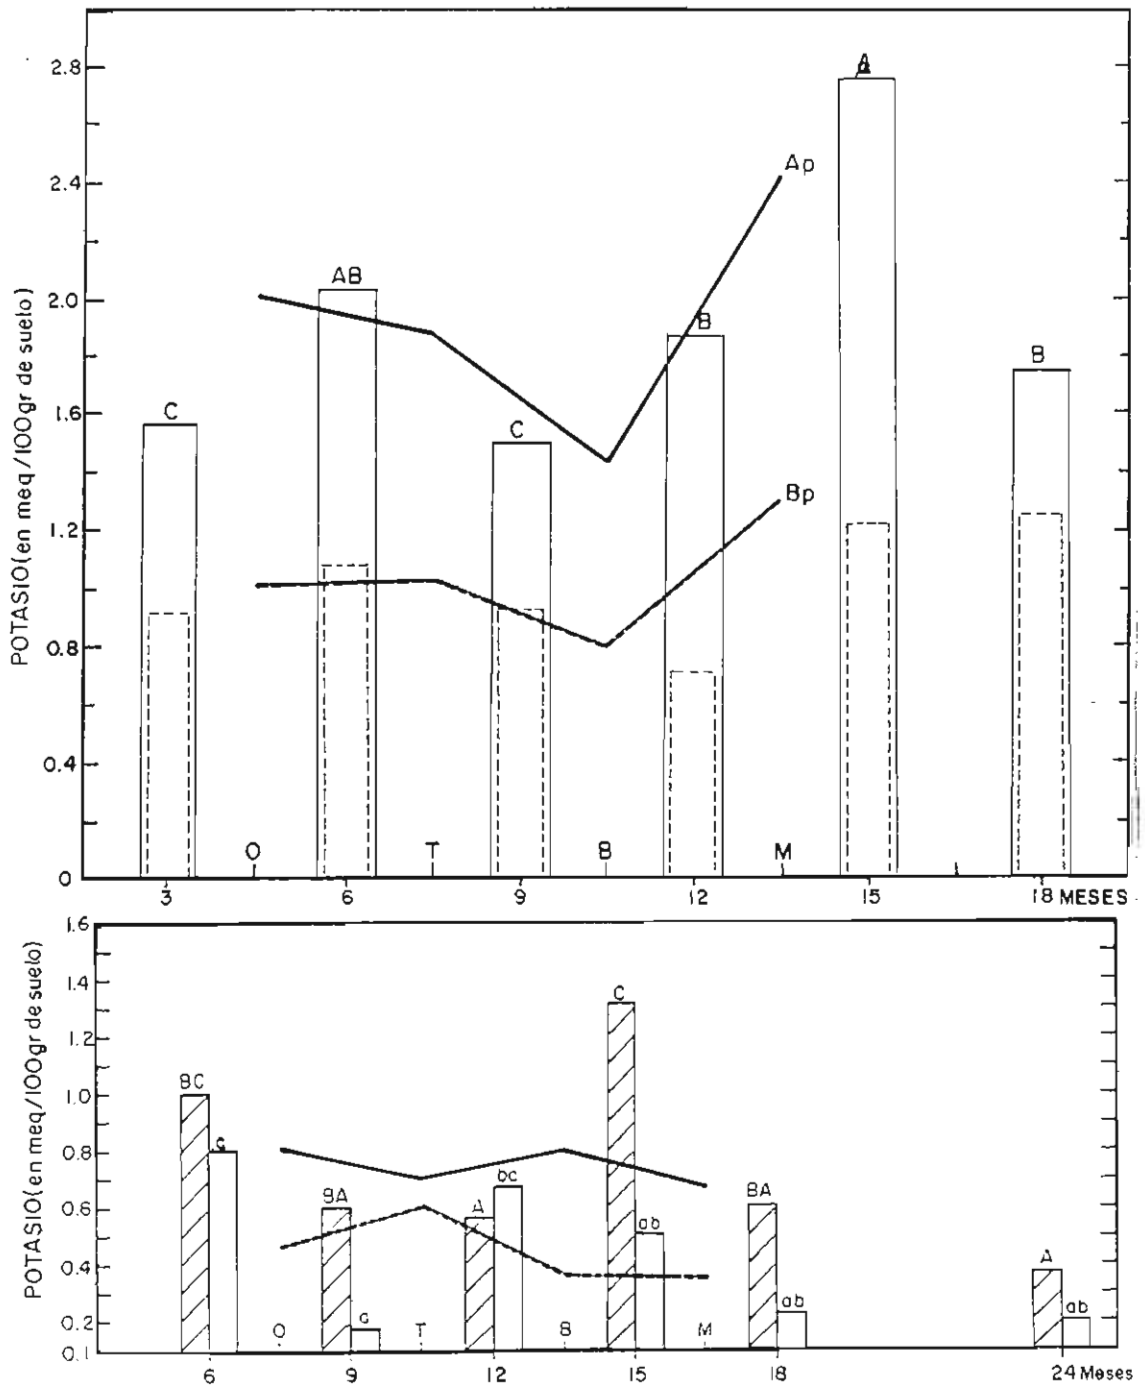 2.8
2.4
2.0
1.6
1.2
0.8
0.4
0
POTASIO (en meq/100gr de suelo)
A
Ap
AB
B
B
C
C
Bp
O T B M
3 6 9 12 15 18 MESES
1.6
1.4
1.2
1.0
0.8
0.6
0.4
0.2
0.1
POTASIO (en meq/100gr de suelo)
C
BC
c
bc
BA
A
BA
ab
A
ab
ab
O T B M
6 9 12 15 18 24 Meses